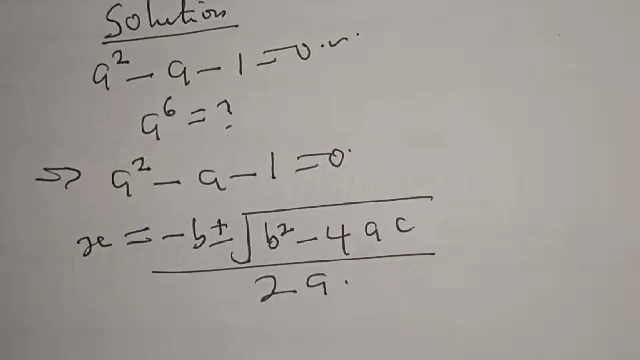 Solution
a² - a - 1 = 0.
a⁶ = ?
⇒ a² - a - 1 = 0.
x = -b ± √b² - 4ac
2a.